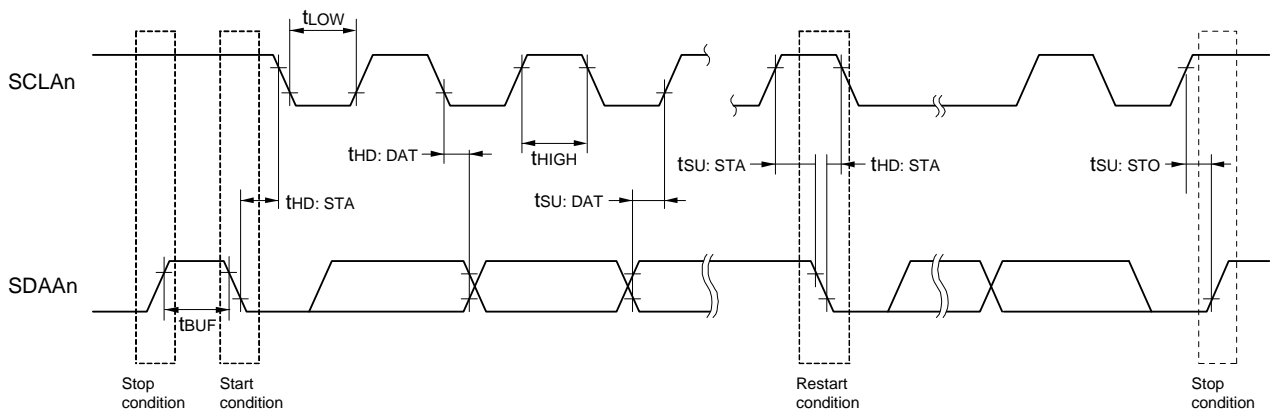 tLOW
SCLAn
tHD: DAT
tHIGH
tSU: STA
tHD: STA
tSU: STO
tHD: STA
tSU: DAT
SDAAn
tBUF
Stop
condition
Start
condition
Restart
condition
Stop
condition